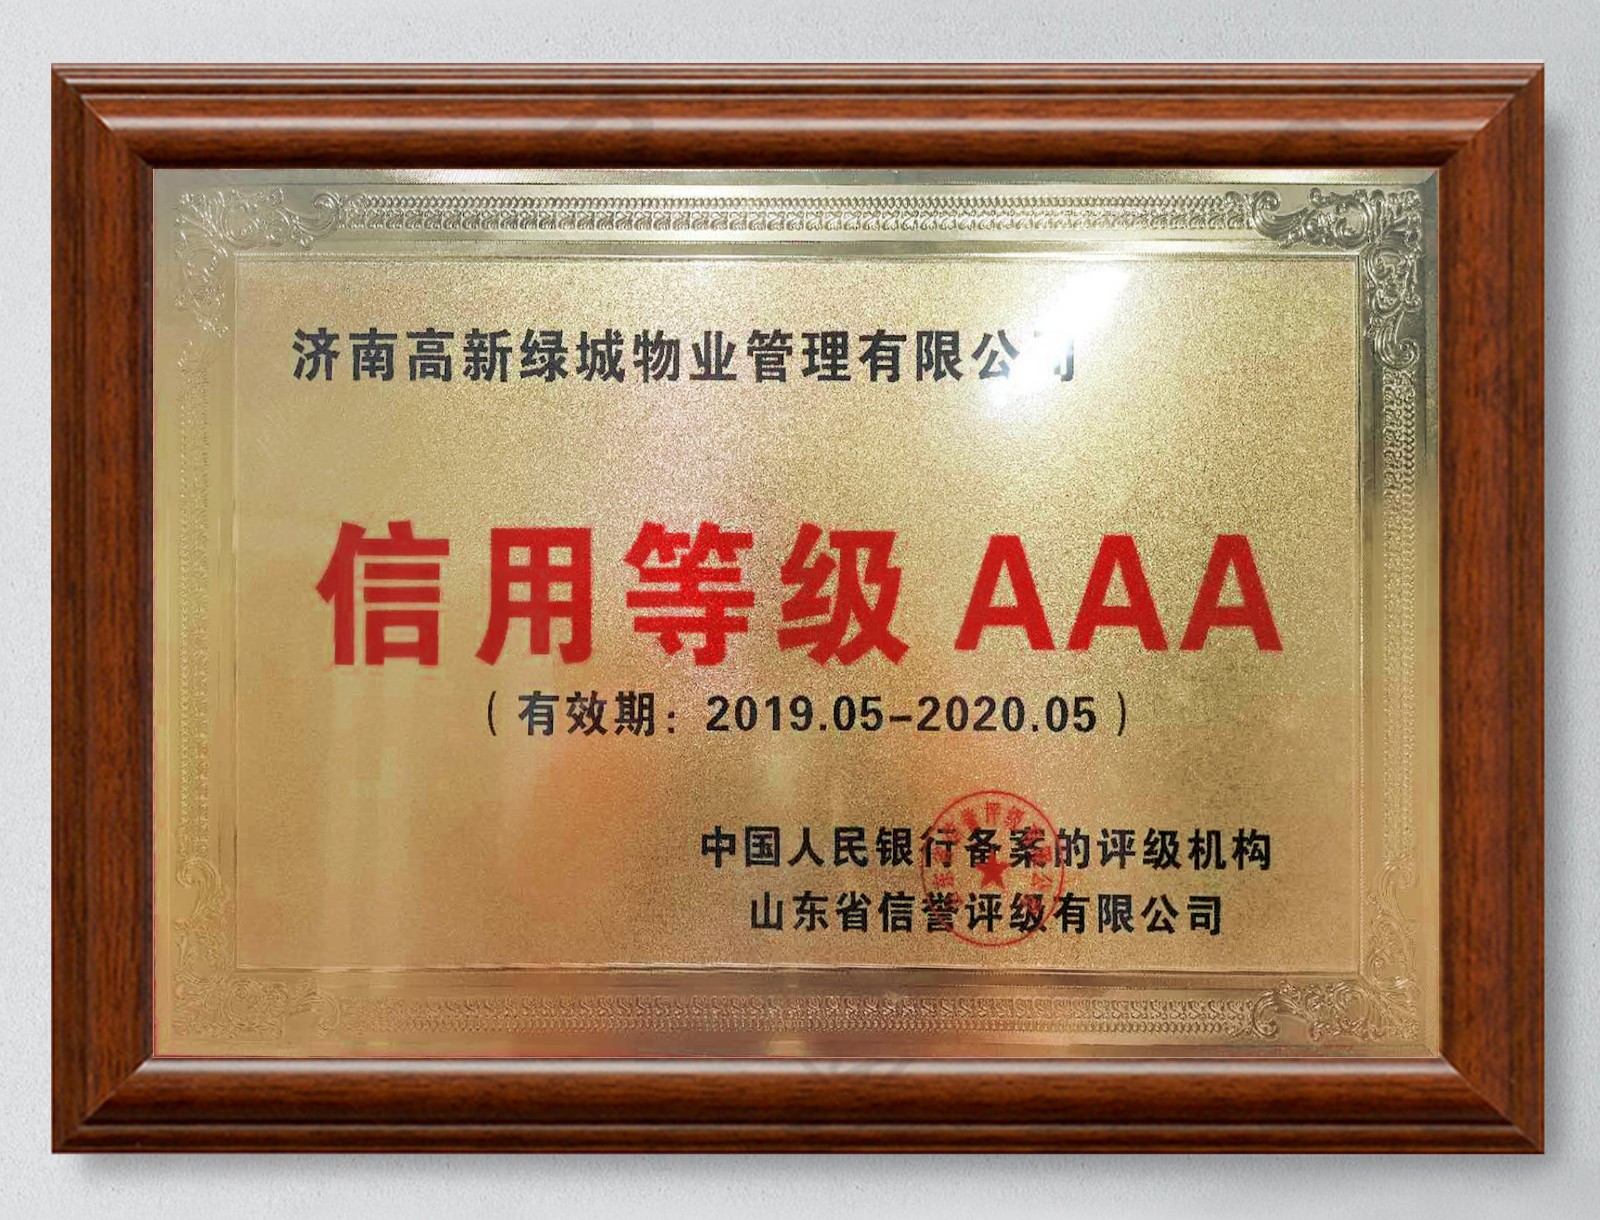 济南高新绿城物业管理有限公司
信用等级 AAA
（有效期：2019.05-2020.05）
中国人民银行备案的评级机构
山东省信誉评级有限公司